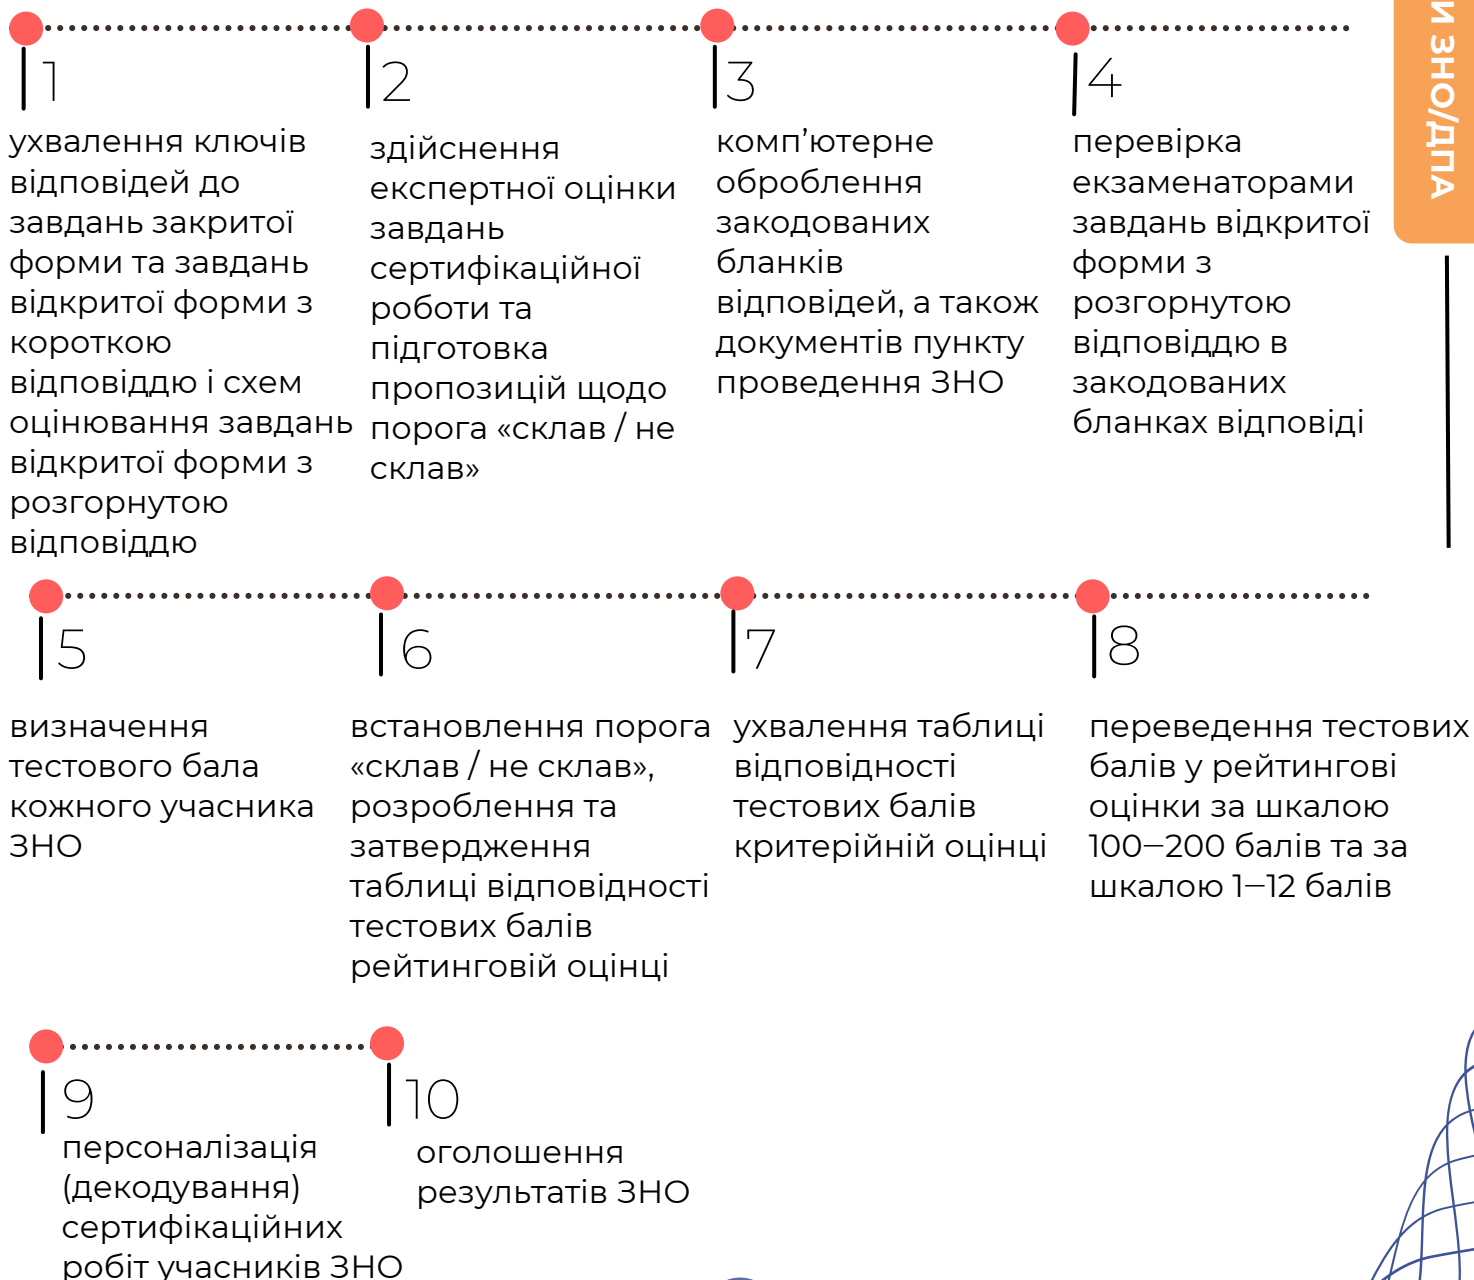 1
ухвалення ключів
відповідей до
завдань закритої
форми та завдань
відкритої форми з
короткою
відповіддю і схем
оцінювання завдань
відкритої форми з
розгорнутою
відповіддю
2
здійснення
експертної оцінки
завдань
сертифікаційної
роботи та
підготовка
пропозицій щодо
порога «склав / не
склав»
3
комп’ютерне
оброблення
закодованих
бланків
відповідей, а також
документів пункту
проведення ЗНО
4
перевірка
екзаменаторами
завдань відкритої
форми з
розгорнутою
відповіддю в
закодованих
бланках відповіді
И ЗНО/ДПА
5
визначення
тестового бала
кожного учасника
ЗНО
6
встановлення порога
«склав / не склав»,
розроблення та
затвердження
таблиці відповідності
тестових балів
рейтинговій оцінці
7
ухвалення таблиці
відповідності
тестових балів
критерійній оцінці
8
переведення тестових
балів у рейтингові
оцінки за шкалою
100–200 балів та за
шкалою 1–12 балів
9
персоналізація
(декодування)
сертифікаційних
робіт учасників ЗНО
10
оголошення
результатів ЗНО